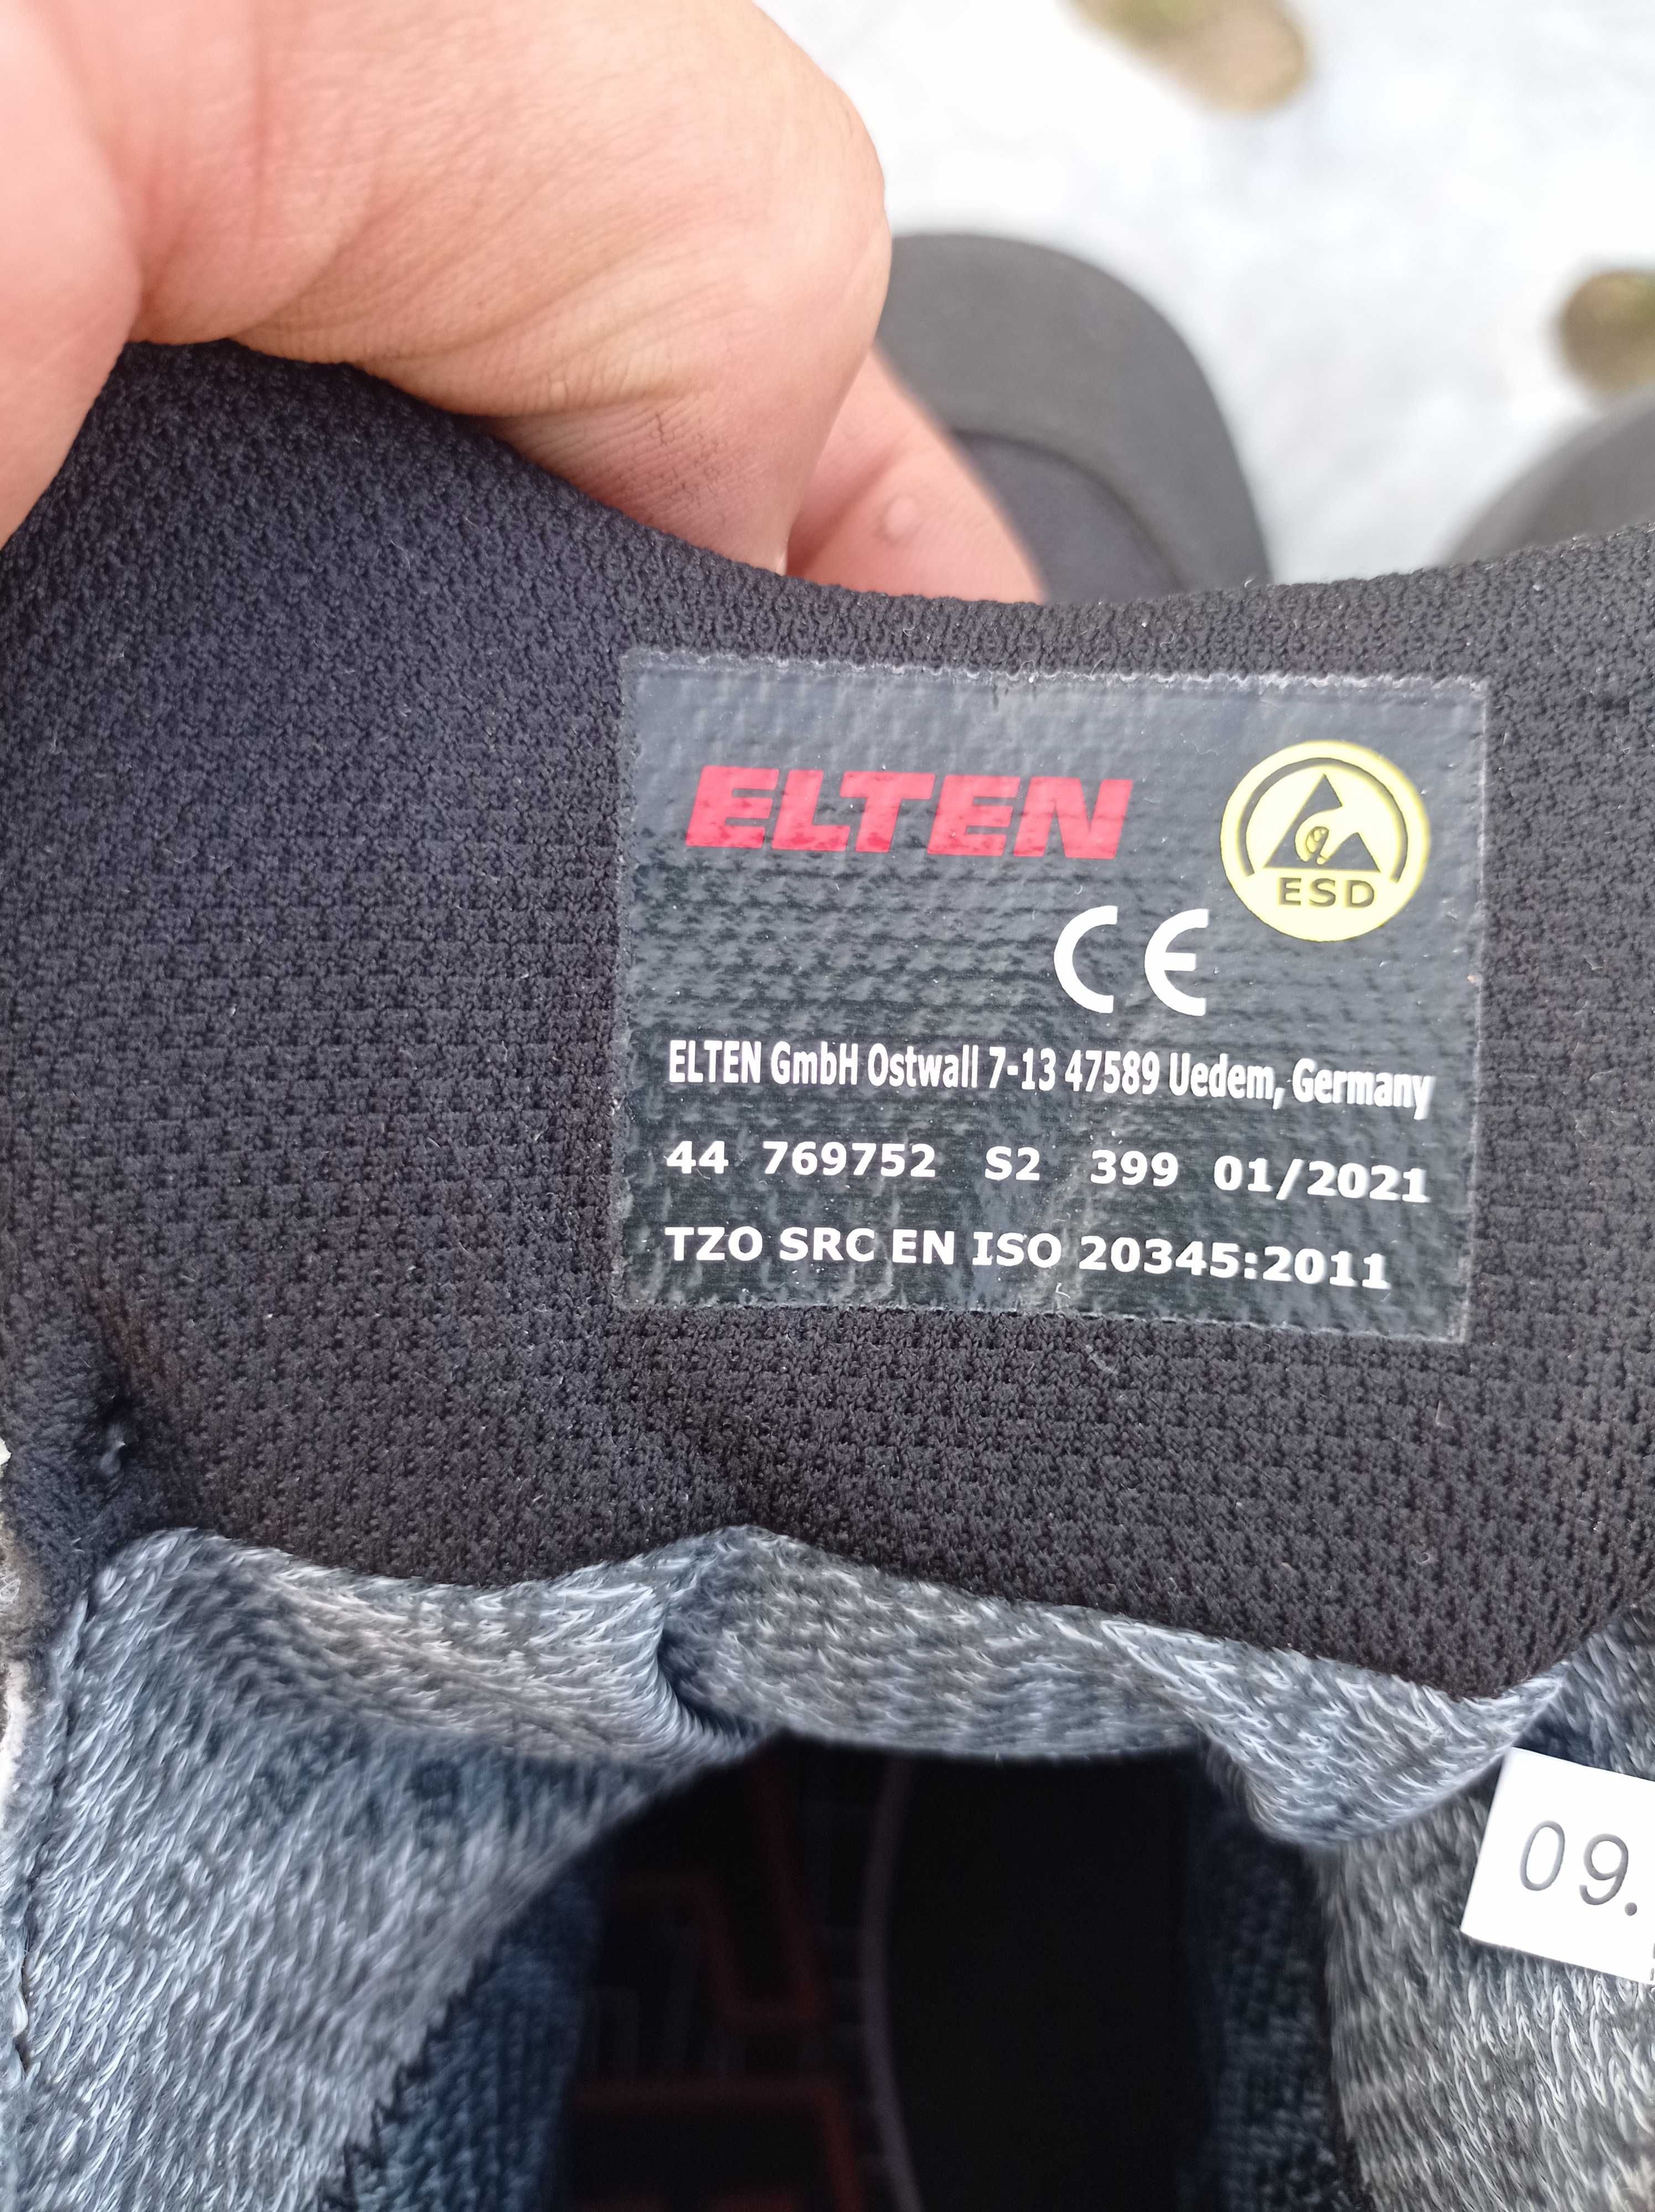 ELTEN
ESD
CE
ELTEN GmbH Ostwall 7-13 47589 Uedem, Germany
44 769752 S2 399 01/2021
TZO SRC EN ISO 20345:2011
09.